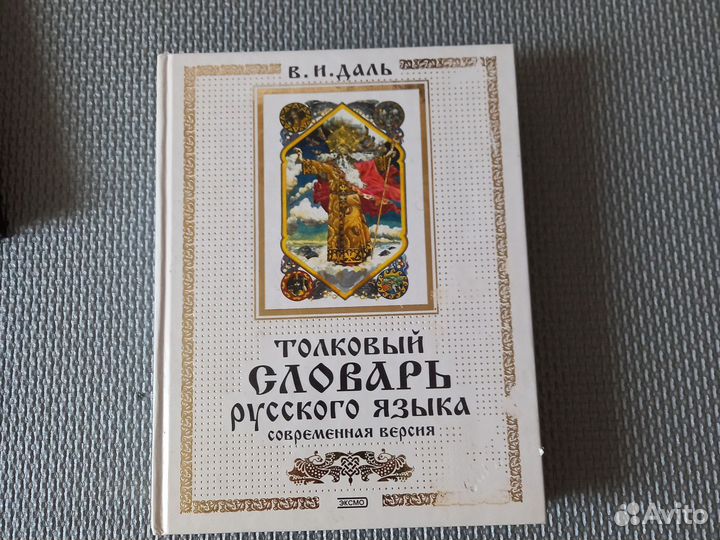 В. И. ДАЛЬ
ТОЛКОВЫЙ
СЛОВАРЬ
РУССКОГО ЯЗЫКА
СОВРЕМЕННАЯ ВЕРСИЯ
ЭКСМО
Avito